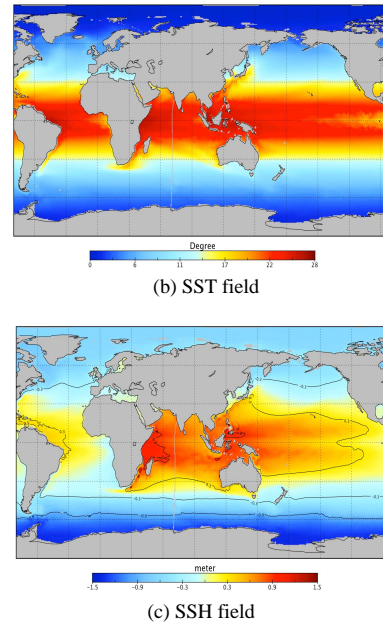 Degree
0 6 11 17 22 28
(b) SST field
meter
-1.5 -0.9 -0.3 0.3 0.9 1.5
(c) SSH field